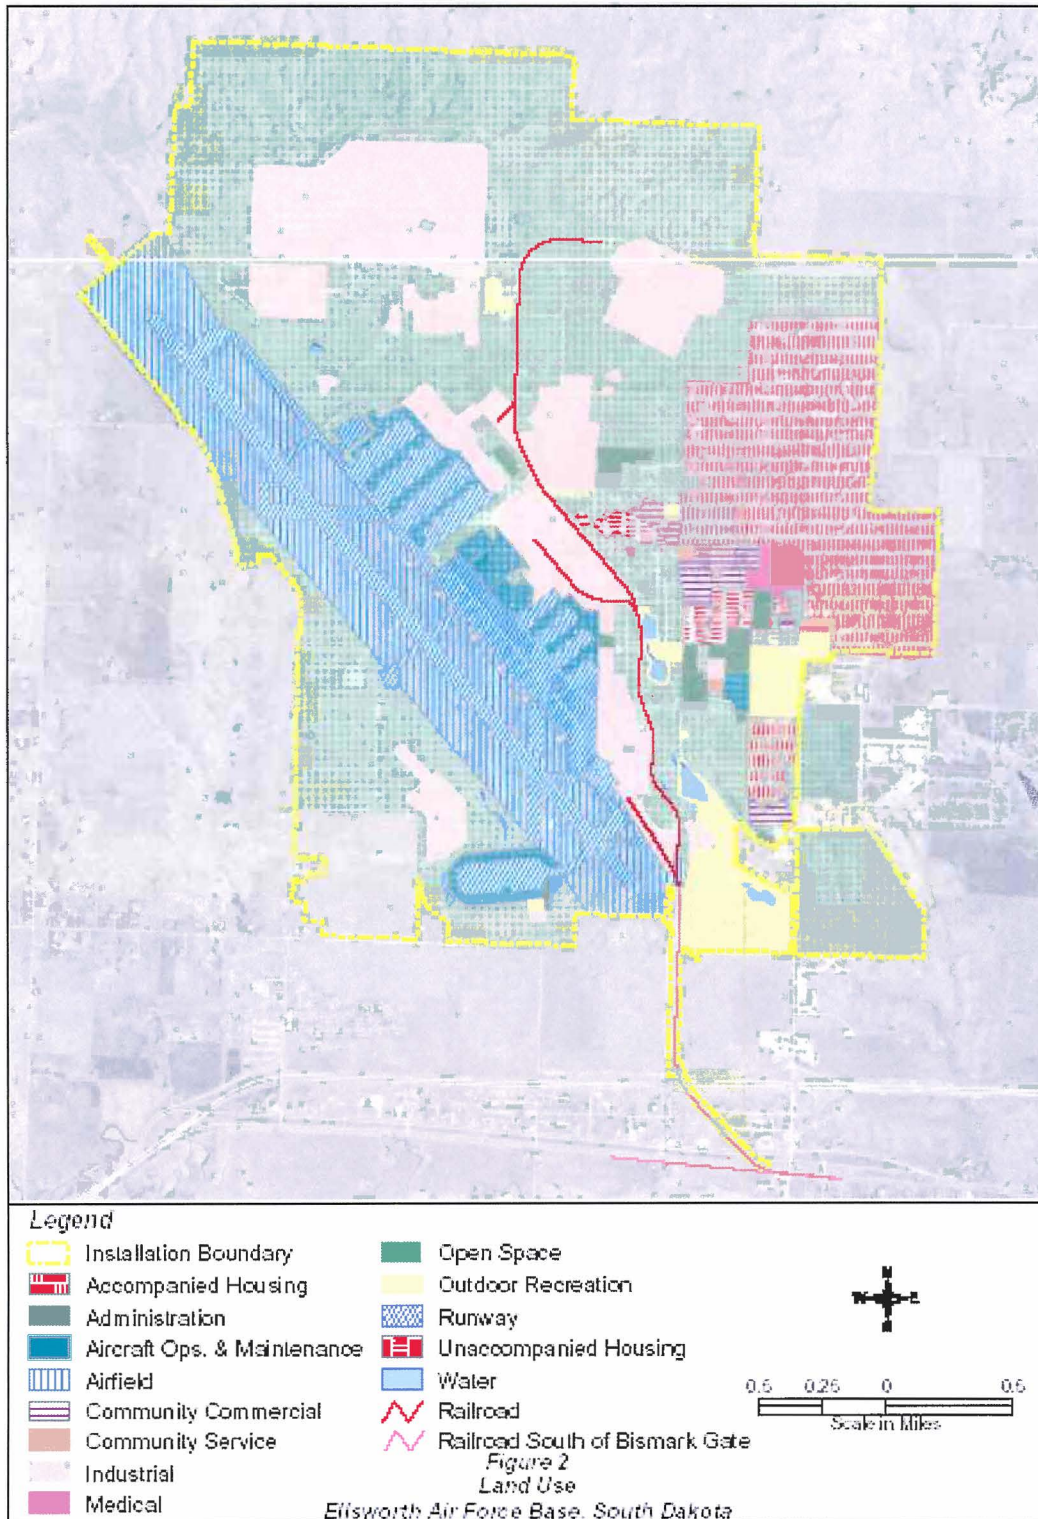 Legend
Installation Boundary
Accompanied Housing
Administration
Aircraft Ops. & Maintenance
Airfield
Community Commercial
Community Service
Industrial
Medical
Open Space
Outdoor Recreation
Runway
Unaccompanied Housing
Water
Railroad
Railroad South of Bismark Gate
N
W E
0.5 0.25 0 0.5
Scale in Miles
Figure 2
Land Use
Ellsworth Air Force Base, South Dakota